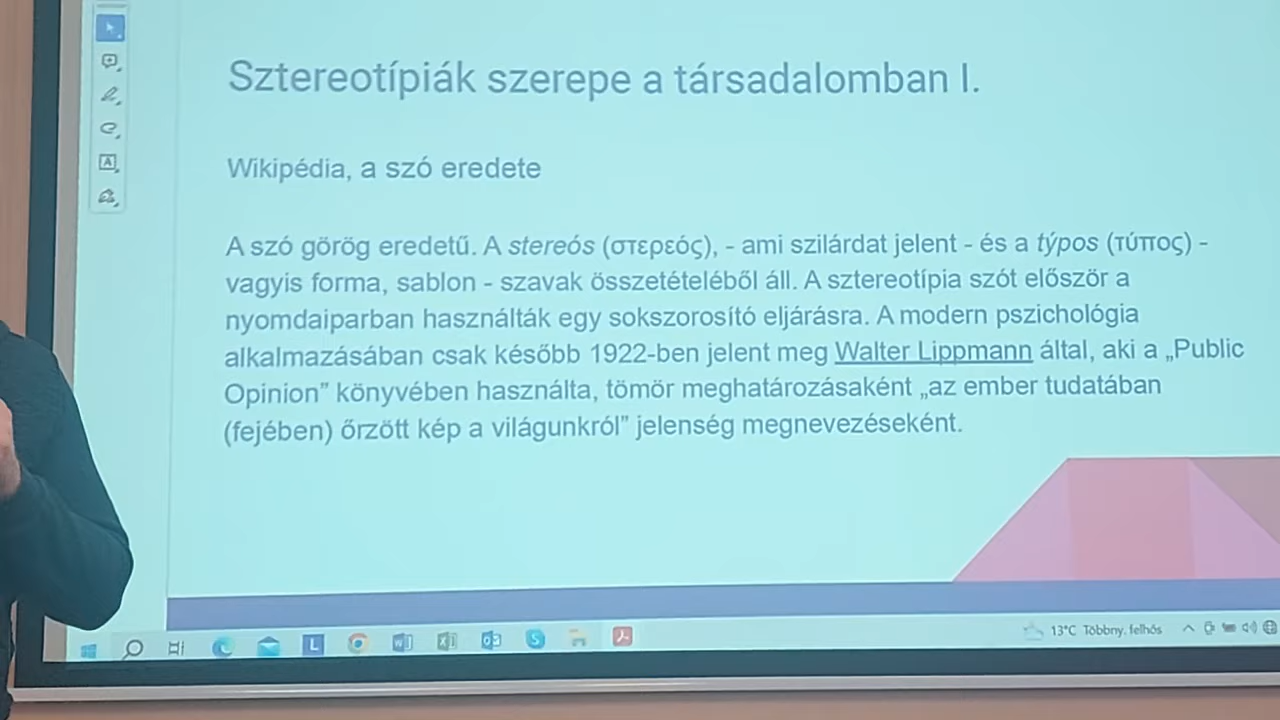 Sztereotípiák szerepe a társadalomban I.
Wikipédia, a szó eredete
A szó görög eredetű. A stereós (στερεός), - ami szilárdat jelent - és a týpos (τύπος) -
vagyis forma, sablon - szavak összetételéből áll. A sztereotípia szót először a
nyomdaiparban használták egy sokszorosító eljárásra. A modern pszichológia
alkalmazásában csak később 1922-ben jelent meg Walter Lippmann által, aki a „Public
Opinion” könyvében használta, tömör meghatározásaként „az ember tudatában
(fejében) őrzött kép a világunkról” jelenség megnevezéseként.
13°C Többny. felhős